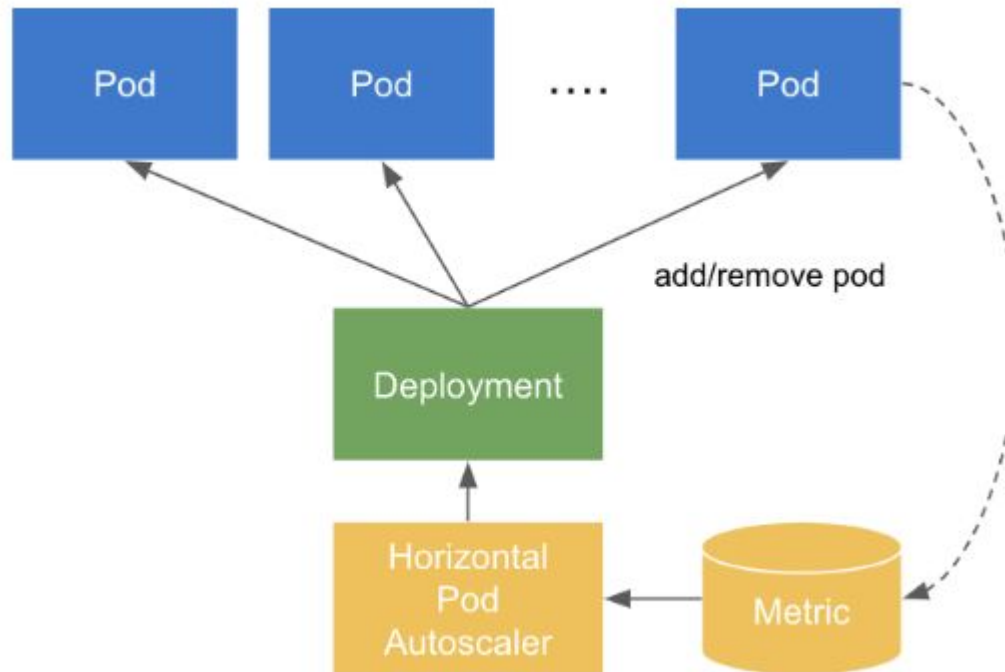 Pod
Pod
....
Pod
add/remove pod
Deployment
Horizontal
Pod
Autoscaler
Metric